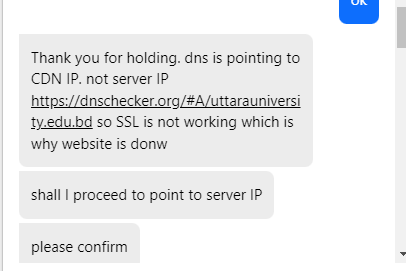 OK
Thank you for holding. dns is pointing to
CDN IP. not server IP
https://dnschecker.org/#A/uttarauniversi
ty.edu.bd so SSL is not working which is
why website is donw
shall I proceed to point to server IP
please confirm